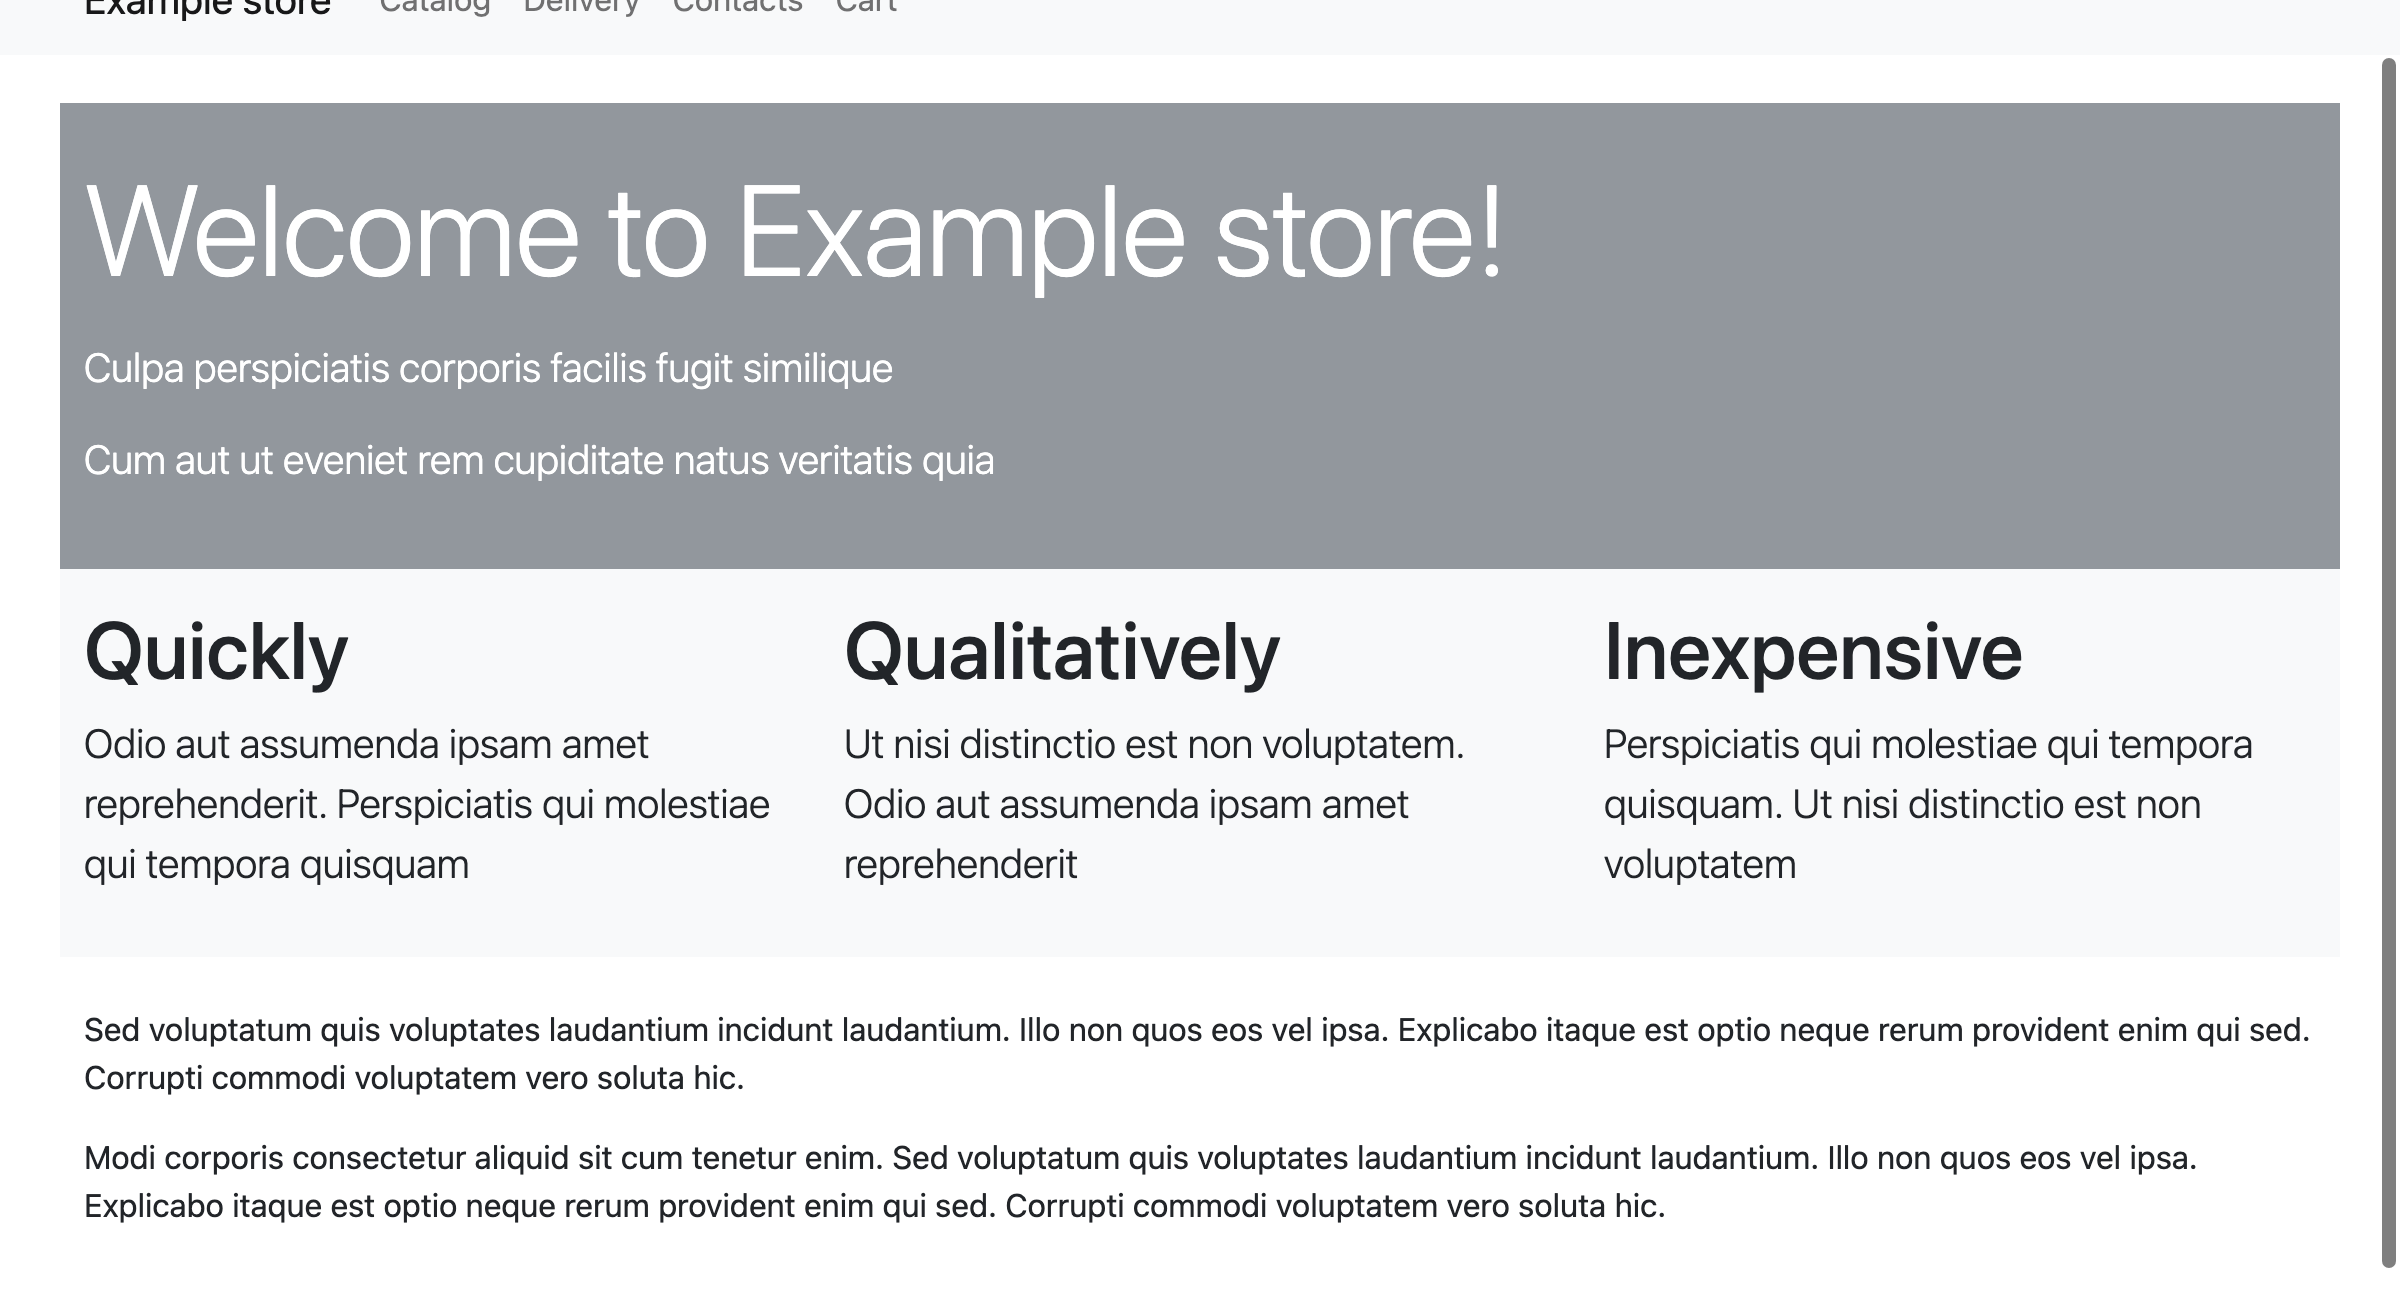 Example store Catalog Delivery Contacts Cart
Welcome to Example store!
Culpa perspiciatis corporis facilis fugit similique
Cum aut ut eveniet rem cupiditate natus veritatis quia
Quickly
Odio aut assumenda ipsam amet
reprehenderit. Perspiciatis qui molestiae
qui tempora quisquam
Qualitatively
Ut nisi distinctio est non voluptatem.
Odio aut assumenda ipsam amet
reprehenderit
Inexpensive
Perspiciatis qui molestiae qui tempora
quisquam. Ut nisi distinctio est non
voluptatem
Sed voluptatum quis voluptates laudantium incidunt laudantium. Illo non quos eos vel ipsa. Explicabo itaque est optio neque rerum provident enim qui sed.
Corrupti commodi voluptatem vero soluta hic.
Modi corporis consectetur aliquid sit cum tenetur enim. Sed voluptatum quis voluptates laudantium incidunt laudantium. Illo non quos eos vel ipsa.
Explicabo itaque est optio neque rerum provident enim qui sed. Corrupti commodi voluptatem vero soluta hic.